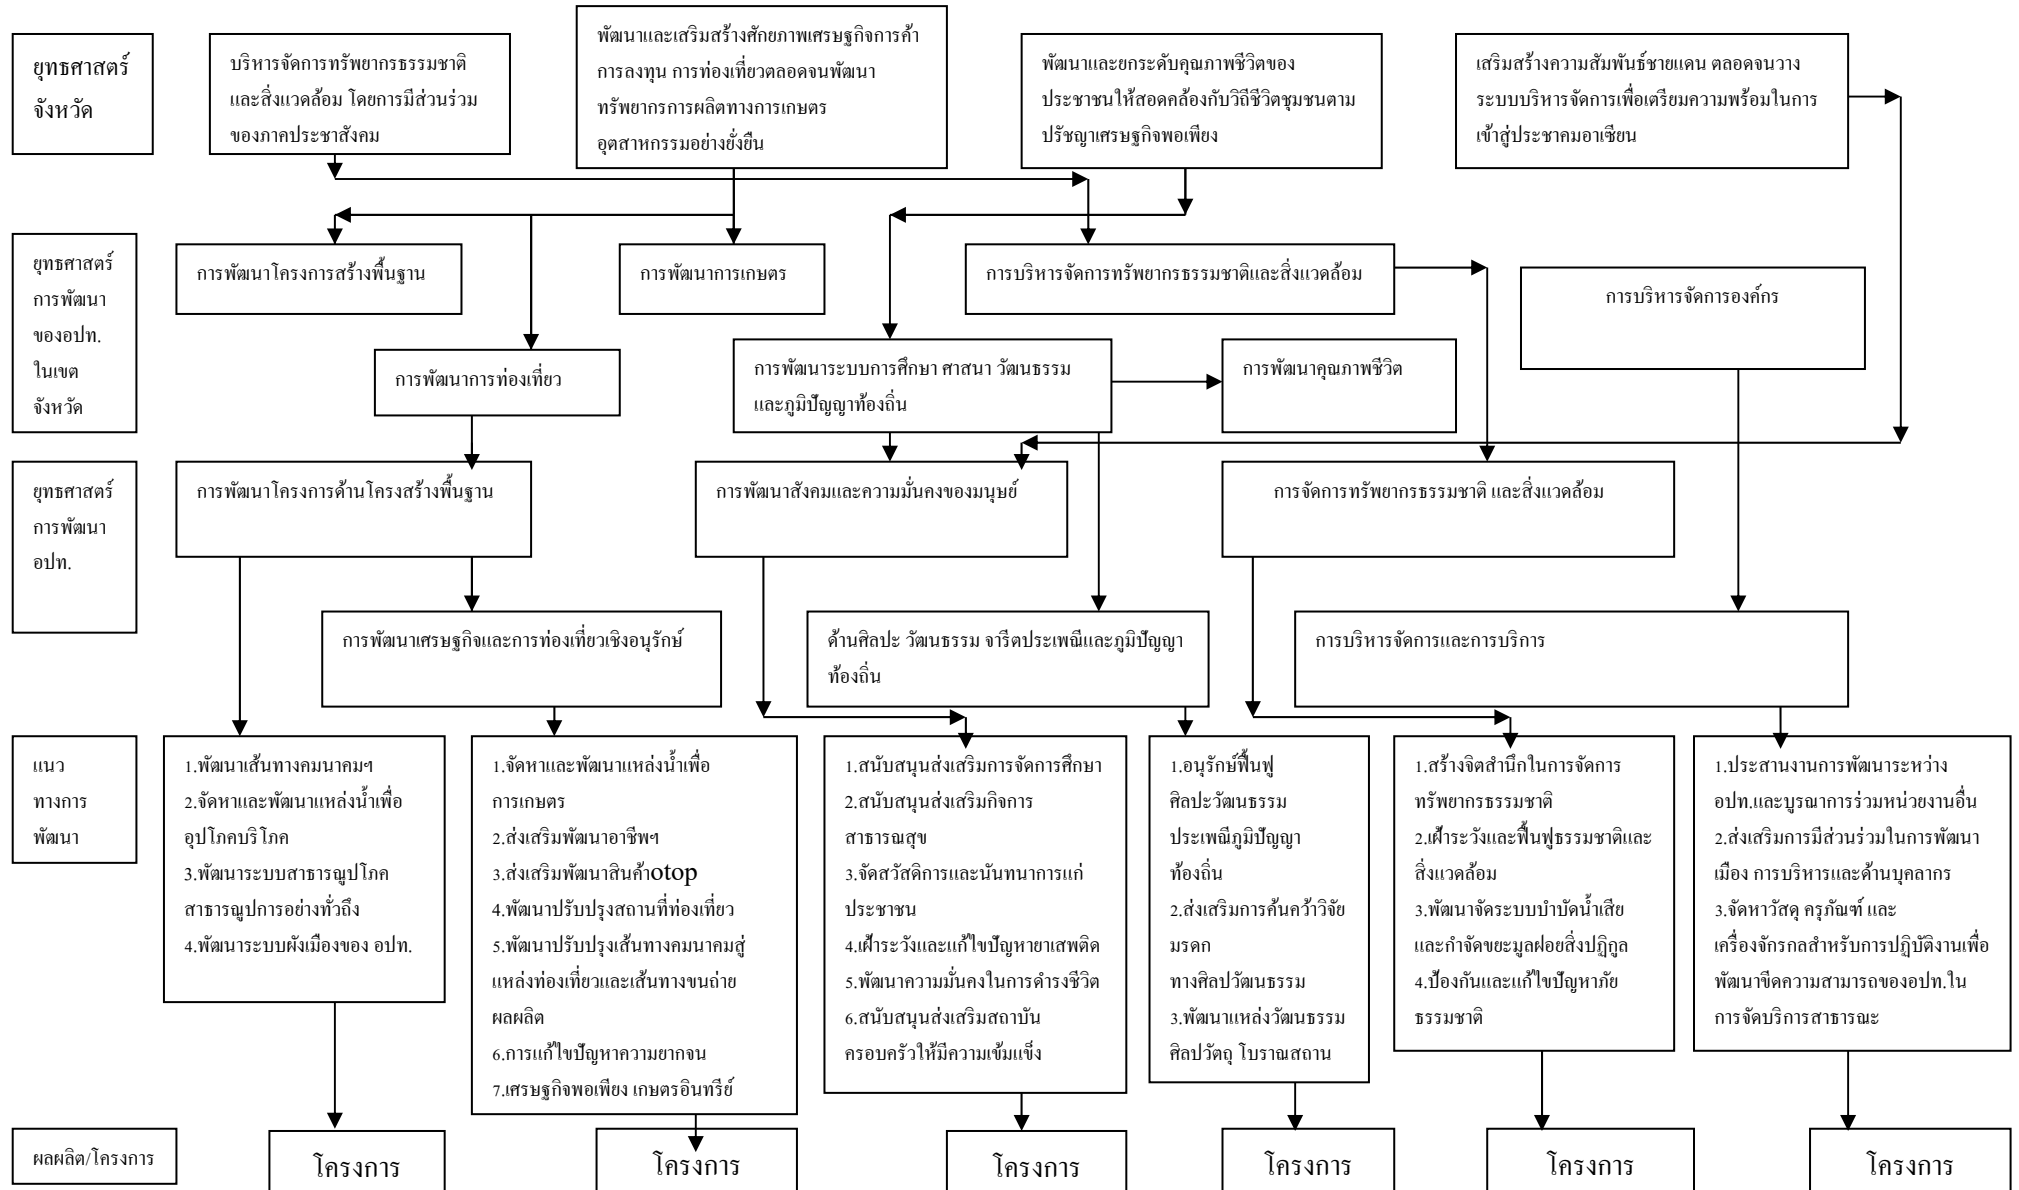 ยุทธศาสตร์
จังหวัด
บริหารจัดการทรัพยากรธรรมชาติ
และสิ่งแวดล้อม โดยการมีส่วนร่วม
ของภาคประชาสังคม
พัฒนาและเสริมสร้างศักยภาพเศรษฐกิจการค้า
การลงทุน การท่องเที่ยวตลอดจนพัฒนา
ทรัพยากรการผลิตทางการเกษตร
อุตสาหกรรมอย่างยั่งยืน
พัฒนาและยกระดับคุณภาพชีวิตของ
ประชาชนให้สอดคล้องกับวิถีชีวิตชุมชนตาม
ปรัชญาเศรษฐกิจพอเพียง
เสริมสร้างความสัมพันธ์ชายแดน ตลอดจนวาง
ระบบบริหารจัดการเพื่อเตรียมความพร้อมในการ
เข้าสู่ประชาคมอาเซียน
ยุทธศาสตร์
การพัฒนา
ของอปท.
ในเขต
จังหวัด
การพัฒนาโครงการสร้างพื้นฐาน
การพัฒนาการเกษตร
การบริหารจัดการทรัพยากรธรรมชาติและสิ่งแวดล้อม
การบริหารจัดการองค์กร
การพัฒนาการท่องเที่ยว
การพัฒนาระบบการศึกษา ศาสนา วัฒนธรรม
และภูมิปัญญาท้องถิ่น
การพัฒนาคุณภาพชีวิต
ยุทธศาสตร์
การพัฒนา
อปท.
การพัฒนาโครงการด้านโครงสร้างพื้นฐาน
การพัฒนาสังคมและความมั่นคงของมนุษย์
การจัดการทรัพยากรธรรมชาติ และสิ่งแวดล้อม
การพัฒนาเศรษฐกิจและการท่องเที่ยวเชิงอนุรักษ์
ด้านศิลปะ วัฒนธรรม จารีตประเพณีและภูมิปัญญา
ท้องถิ่น
การบริหารจัดการและการบริการ
แนว
ทางการ
พัฒนา
1.พัฒนาเส้นทางคมนาคมฯ
2.จัดหาและพัฒนาแหล่งน้ำเพื่อ
อุปโภคบริโภค
3.พัฒนาระบบสาธารณูปโภค
สาธารณูปการอย่างทั่วถึง
4.พัฒนาระบบผังเมืองของ อปท.
1.จัดหาและพัฒนาแหล่งน้ำเพื่อ
การเกษตร
2.ส่งเสริมพัฒนาอาชีพฯ
3.ส่งเสริมพัฒนาสินค้าotop
4.พัฒนาปรับปรุงสถานที่ท่องเที่ยว
5.พัฒนาปรับปรุงเส้นทางคมนาคมสู่
แหล่งท่องเที่ยวและเส้นทางขนถ่าย
ผลผลิต
6.การแก้ไขปัญหาความยากจน
7.เศรษฐกิจพอเพียง เกษตรอินทรีย์
1.สนับสนุนส่งเสริมการจัดการศึกษา
2.สนับสนุนส่งเสริมกิจการ
สาธารณสุข
3.จัดสวัสดิการและนันทนาการแก่
ประชาชน
4.เฝ้าระวังและแก้ไขปัญหายาเสพติด
5.พัฒนาความมั่นคงในการดำรงชีวิต
6.สนับสนุนส่งเสริมสถาบัน
ครอบครัวให้มีความเข้มแข็ง
1.อนุรักษ์ฟื้นฟู
ศิลปะวัฒนธรรม
ประเพณีภูมิปัญญา
ท้องถิ่น
2.ส่งเสริมการค้นคว้าวิจัย
มรดก
ทางศิลปวัฒนธรรม
3.พัฒนาแหล่งวัฒนธรรม
ศิลปวัตถุ โบราณสถาน
1.สร้างจิตสำนึกในการจัดการ
ทรัพยากรธรรมชาติ
2.เฝ้าระวังและฟื้นฟูธรรมชาติและ
สิ่งแวดล้อม
3.พัฒนาจัดระบบบำบัดน้ำเสีย
และกำจัดขยะมูลฝอยสิ่งปฏิกูล
4.ป้องกันและแก้ไขปัญหาภัย
ธรรมชาติ
1.ประสานงานการพัฒนาระหว่าง
อปท.และบูรณาการร่วมหน่วยงานอื่น
2.ส่งเสริมการมีส่วนร่วมในการพัฒนา
เมือง การบริหารและด้านบุคลากร
3.จัดหาวัสดุ ครุภัณฑ์ และ
เครื่องจักรกลสำหรับการปฏิบัติงานเพื่อ
พัฒนาขีดความสามารถของอปท.ใน
การจัดบริการสาธารณะ
ผลผลิต/โครงการ
โครงการ
โครงการ
โครงการ
โครงการ
โครงการ
โครงการ